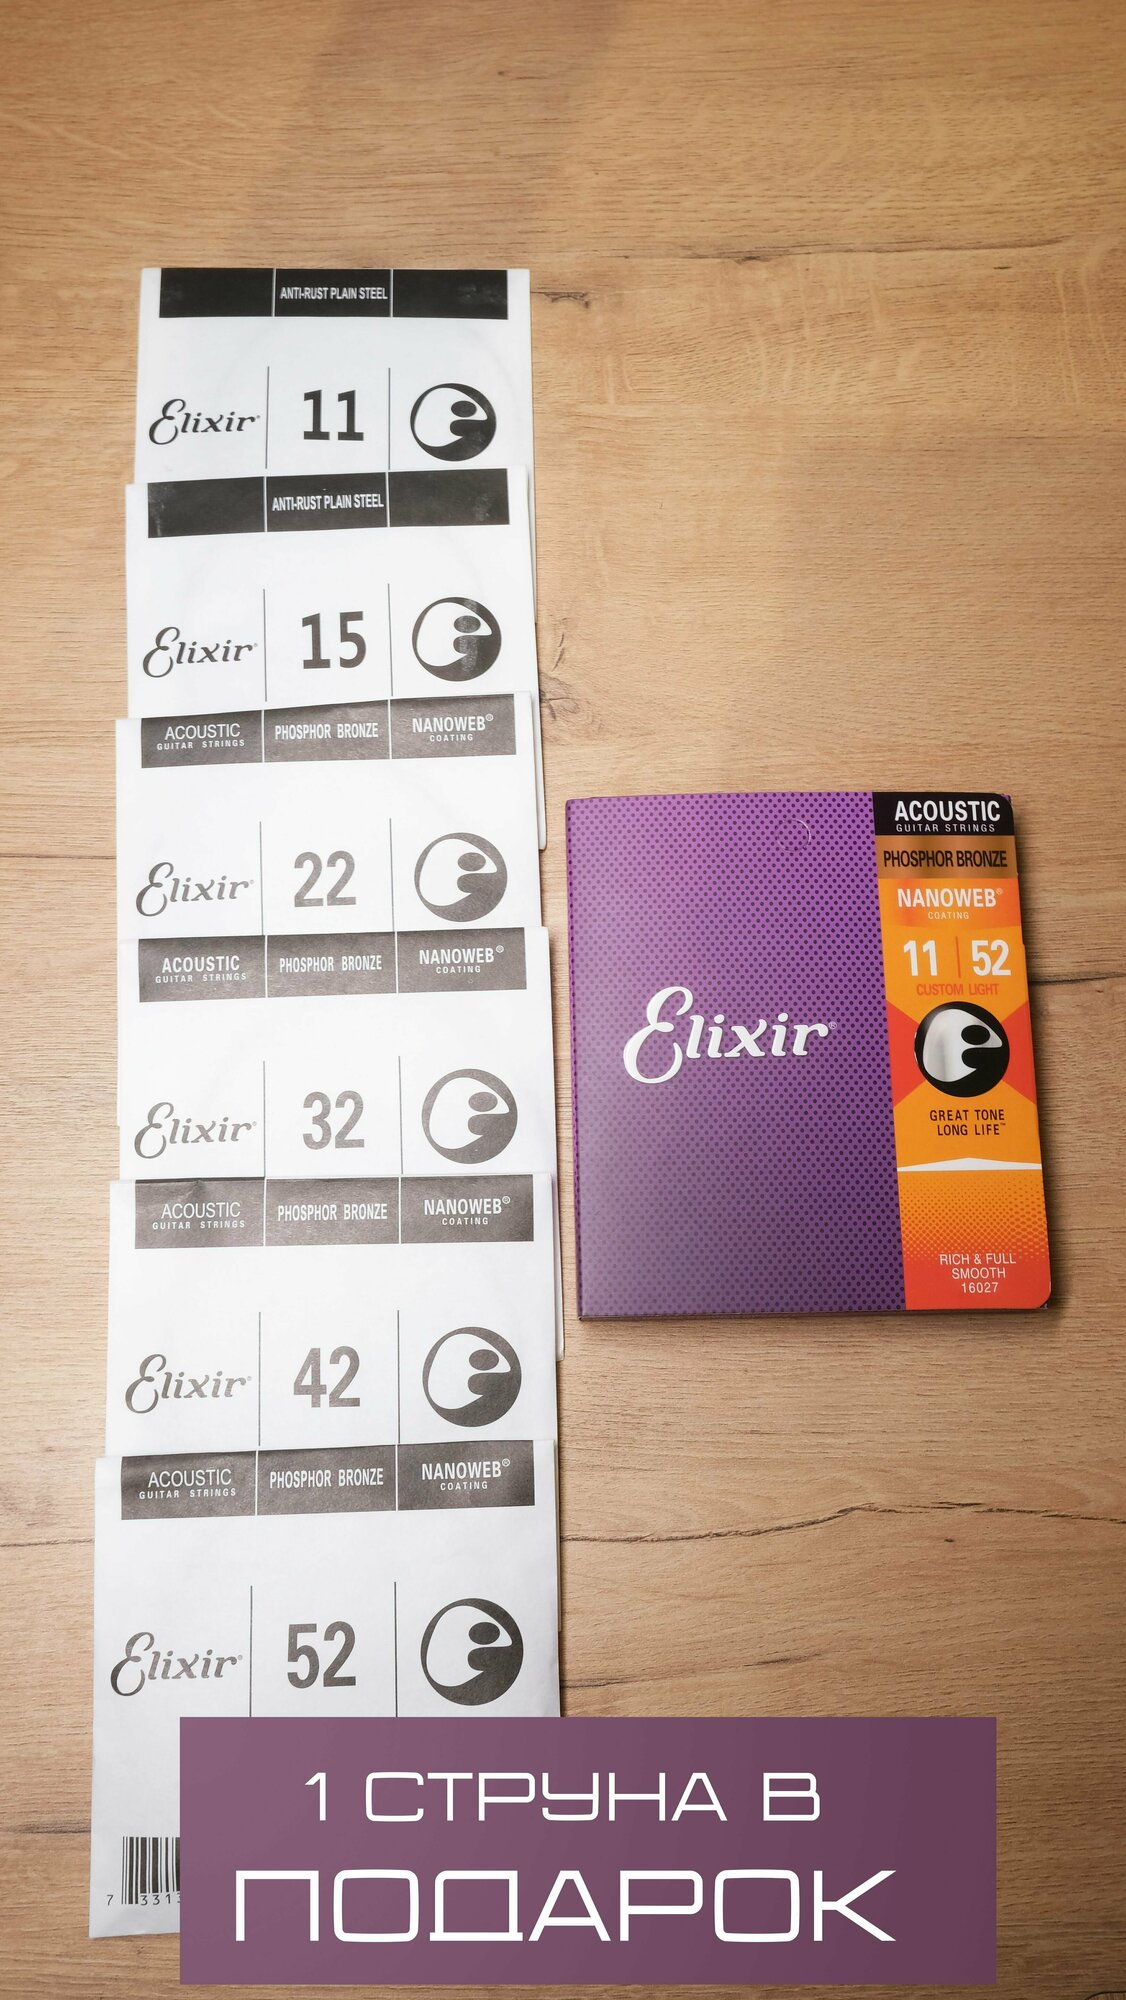 ANTI-RUST PLAIN STEEL
Elixir® 11
ANTI-RUST PLAIN STEEL
Elixir® 15
ACOUSTIC PHOSPHOR BRONZE NANOWEB®
GUITAR STRINGS COATING
Elixir® 22
ACOUSTIC PHOSPHOR BRONZE NANOWEB®
GUITAR STRINGS COATING
Elixir® 32
ACOUSTIC PHOSPHOR BRONZE NANOWEB®
GUITAR STRINGS COATING
Elixir® 42
ACOUSTIC PHOSPHOR BRONZE NANOWEB®
GUITAR STRINGS COATING
Elixir® 52
7 3313
Elixir®
ACOUSTIC
GUITAR STRINGS
PHOSPHOR BRONZE
NANOWEB®
COATING
11 | 52
CUSTOM LIGHT
GREAT TONE
LONG LIFE™
RICH & FULL
SMOOTH
16027
1 СТРУНА В
ПОДАРОК